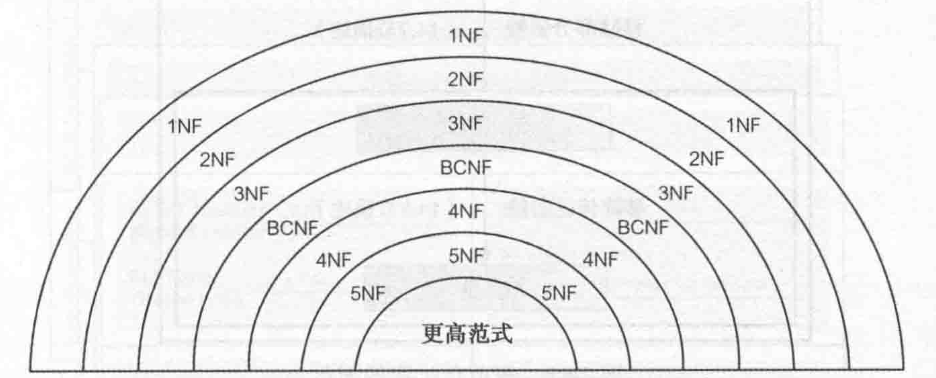 1NF
2NF
1NF 3NF 1NF
2NF BCNF 2NF
3NF 4NF 3NF
BCNF BCNF
4NF 5NF 4NF
5NF 5NF
更高范式